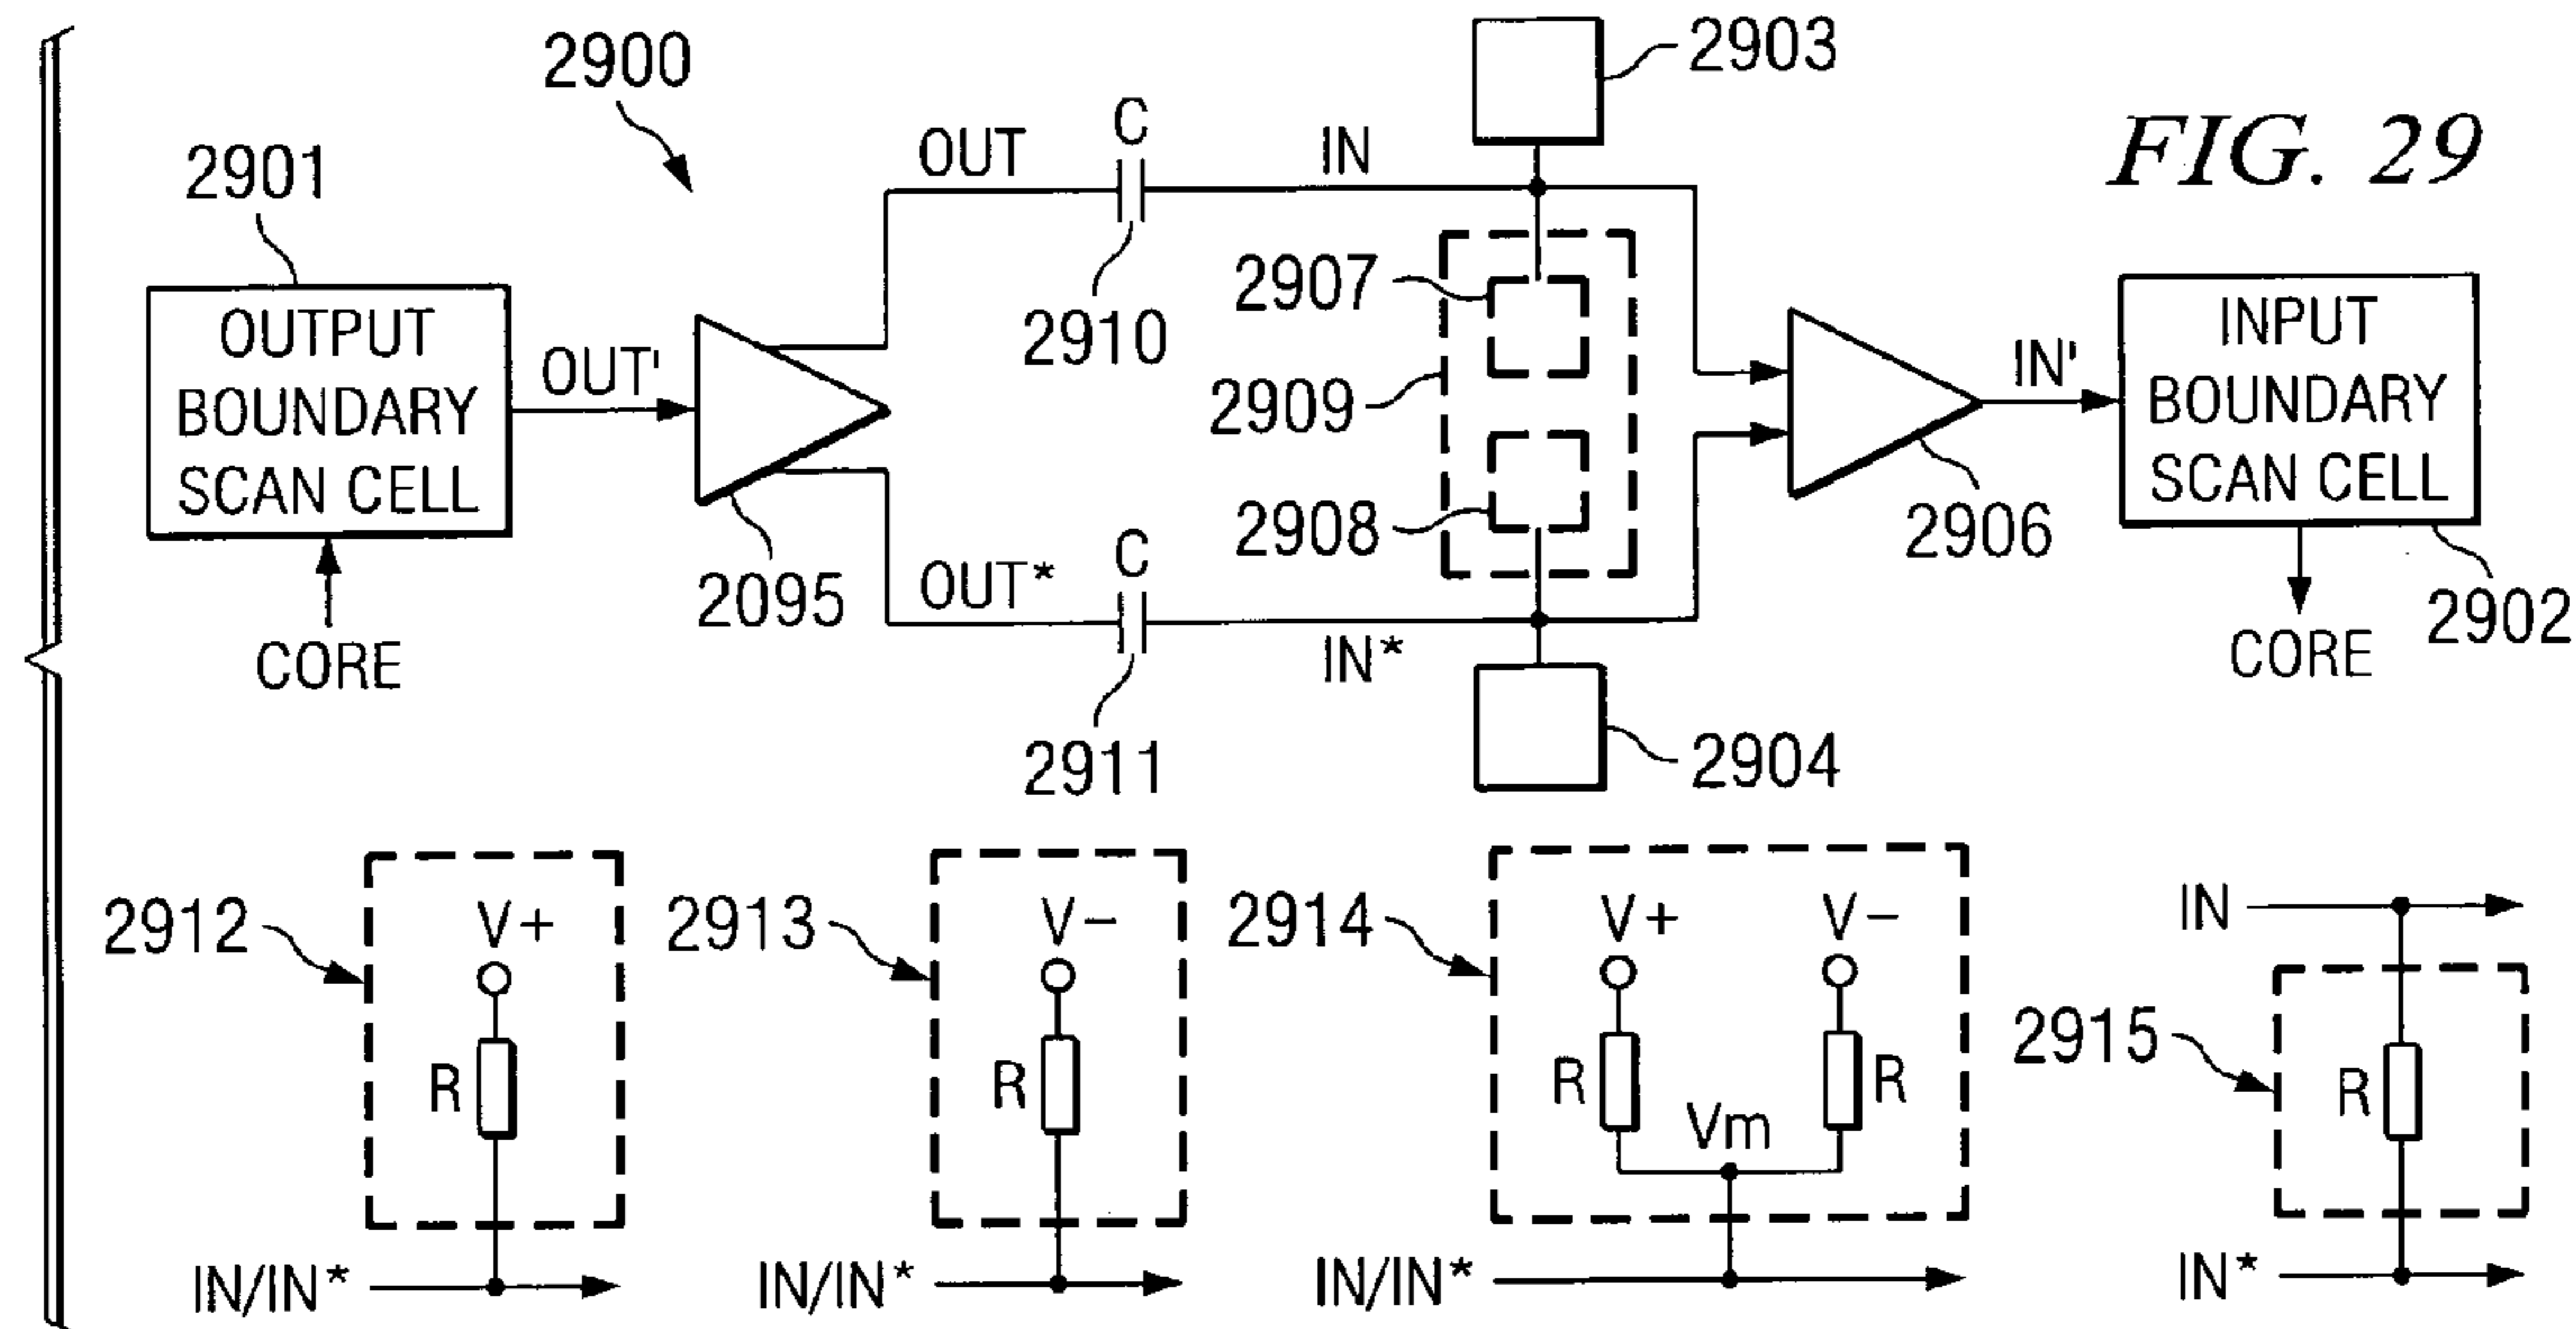 FIG. 29
2900
2903
OUT
C
IN
2901
2910
OUTPUT
BOUNDARY
SCAN CELL
OUT'
2095
CORE
2907
2909
2908
2906
IN'
INPUT
BOUNDARY
SCAN CELL
2902
CORE
OUT*
C
IN*
2911
2904
2912
V+
R
IN/IN*
2913
V-
R
IN/IN*
2914
V+
V-
R
R
Vm
IN/IN*
2915
IN
R
IN*